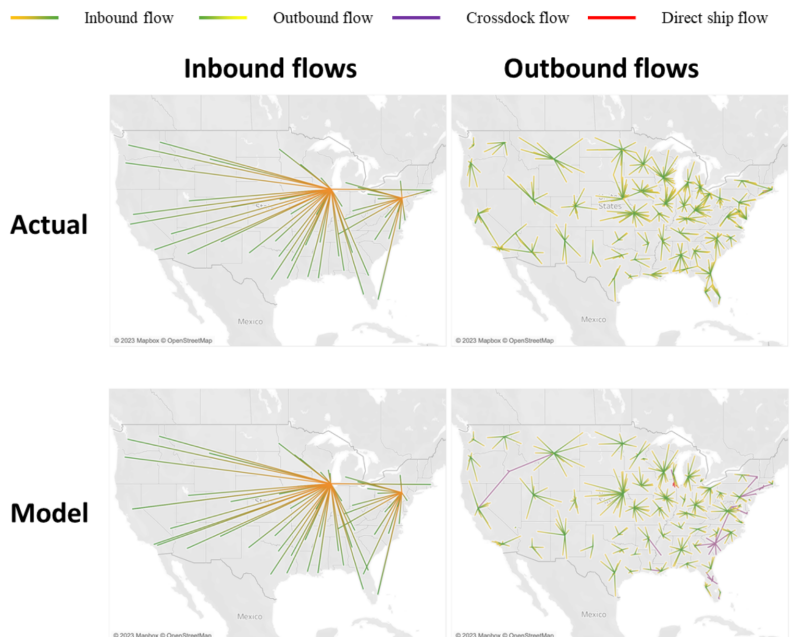 Inbound flow Outbound flow Crossdock flow Direct ship flow
Inbound flows Outbound flows
Actual
States
Mexico Mexico
© 2023 Mapbox © OpenStreetMap © 2023 Mapbox © OpenStreetMap
Model
Mexico Mexico
© 2023 Mapbox © OpenStreetMap © 2023 Mapbox © OpenStreetMap